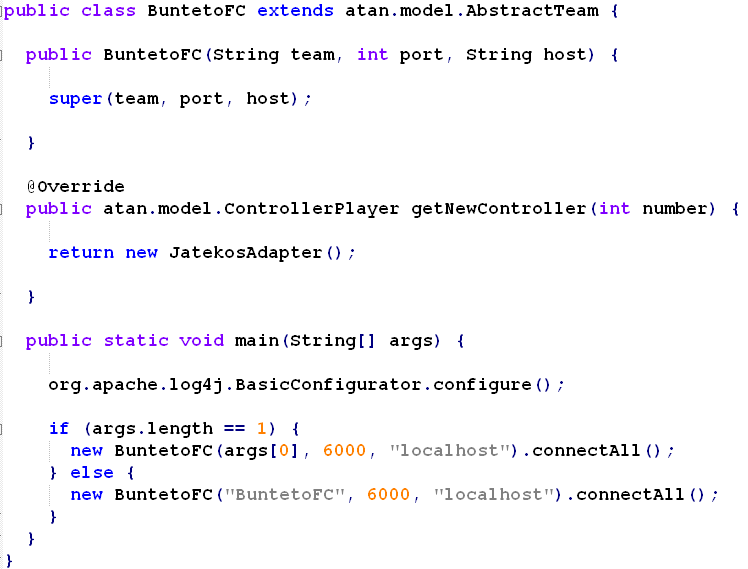 public class BuntetoFC extends atan.model.AbstractTeam {
public BuntetoFC(String team, int port, String host) {
super(team, port, host);
}
@Override
public atan.model.ControllerPlayer getNewController(int number) {
return new JatekosAdapter();
}
public static void main(String[] args) {
org.apache.log4j.BasicConfigurator.configure();
if (args.length == 1) {
new BuntetoFC(args[0], 6000, "localhost").connectAll();
} else {
new BuntetoFC("BuntetoFC", 6000, "localhost").connectAll();
}
}
}